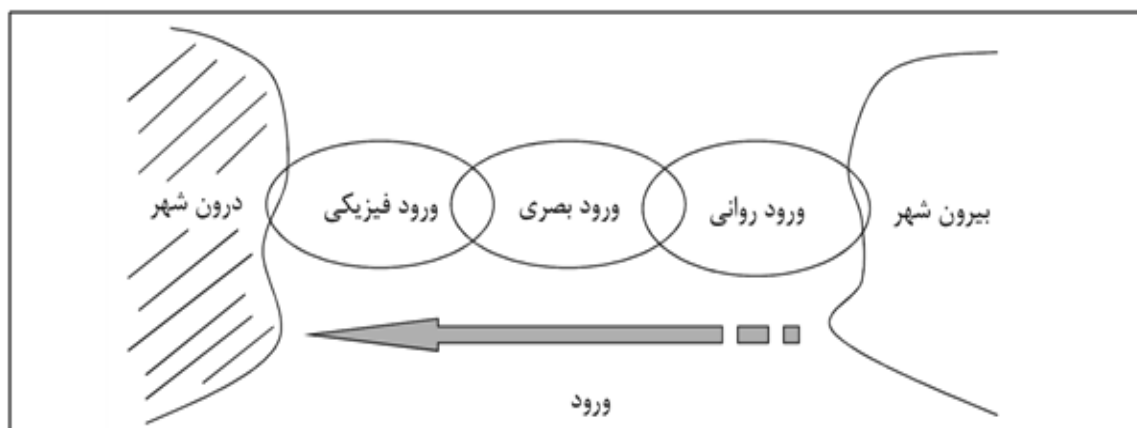 بیرون شهر
ورود روانی
ورود بصری
ورود فیزیکی
درون شهر
ورود